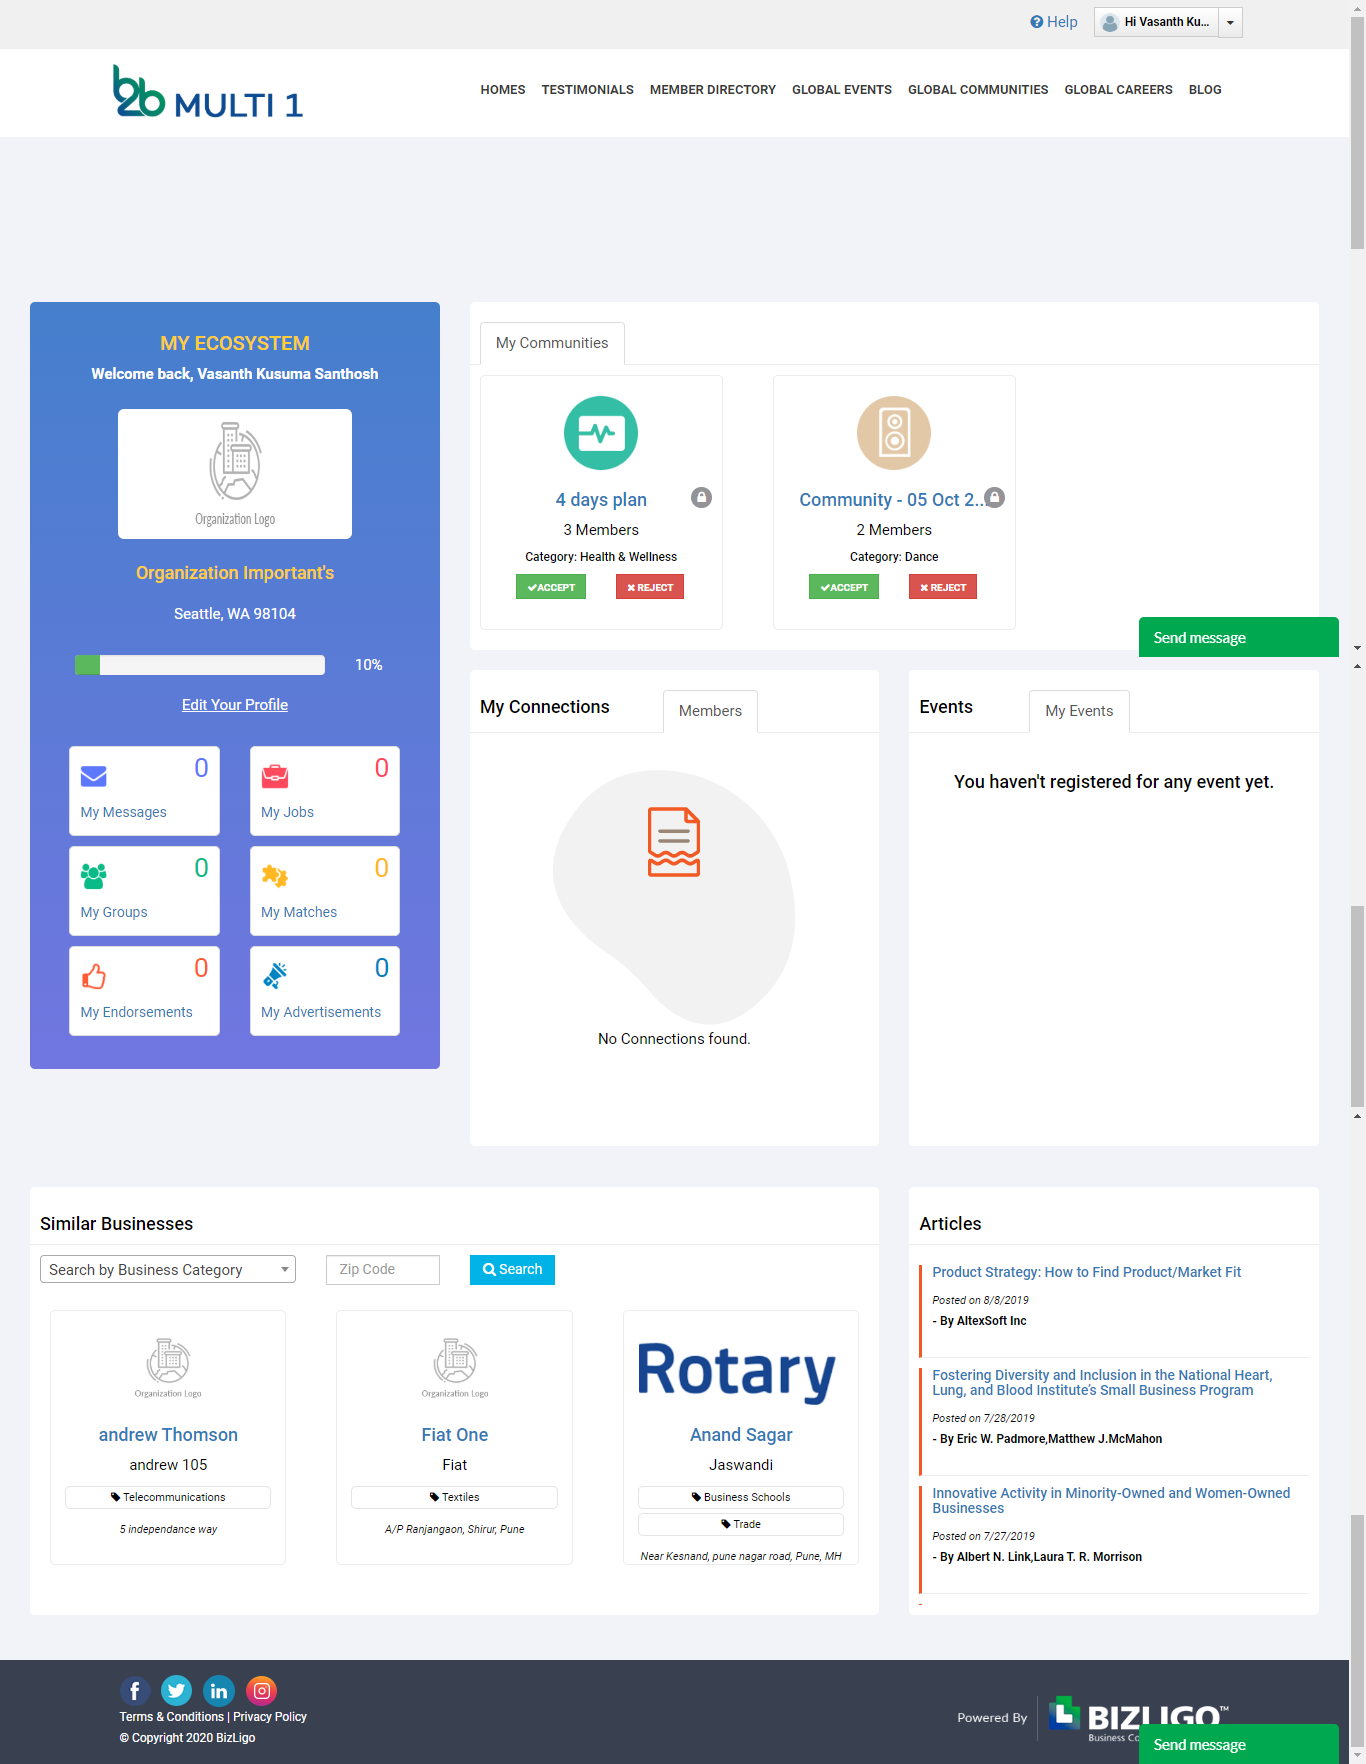 Help
Hi Vasanth Ku...
b2b MULTI 1
HOMES TESTIMONIALS MEMBER DIRECTORY GLOBAL EVENTS GLOBAL COMMUNITIES GLOBAL CAREERS BLOG
MY ECOSYSTEM
Welcome back, Vasanth Kusuma Santhosh
Organization Logo
Organization Important's
Seattle, WA 98104
10%
Edit Your Profile
0
My Messages
0
My Jobs
0
My Groups
0
My Matches
0
My Endorsements
0
My Advertisements
My Communities
4 days plan
3 Members
Category: Health & Wellness
ACCEPT REJECT
Community - 05 Oct 2...
2 Members
Category: Dance
ACCEPT REJECT
Send message
My Connections
Members
No Connections found.
Events
My Events
You haven't registered for any event yet.
Similar Businesses
Search by Business Category
Zip Code
Search
Organization Logo
andrew Thomson
andrew 105
Telecommunications
5 independance way
Organization Logo
Fiat One
Fiat
Textiles
A/P Ranjangaon, Shirur, Pune
Rotary
Anand Sagar
Jaswandi
Business Schools
Trade
Near Kesnand, pune nagar road, Pune, MH
Articles
Product Strategy: How to Find Product/Market Fit
Posted on 8/8/2019
- By AltexSoft Inc
Fostering Diversity and Inclusion in the National Heart,
Lung, and Blood Institute's Small Business Program
Posted on 7/28/2019
- By Eric W. Padmore,Matthew J.McMahon
Innovative Activity in Minority-Owned and Women-Owned
Businesses
Posted on 7/27/2019
- By Albert N. Link,Laura T. R. Morrison
Terms & Conditions | Privacy Policy
© Copyright 2020 BizLigo
Powered By
BIZLIGO™
Business Co
Send message